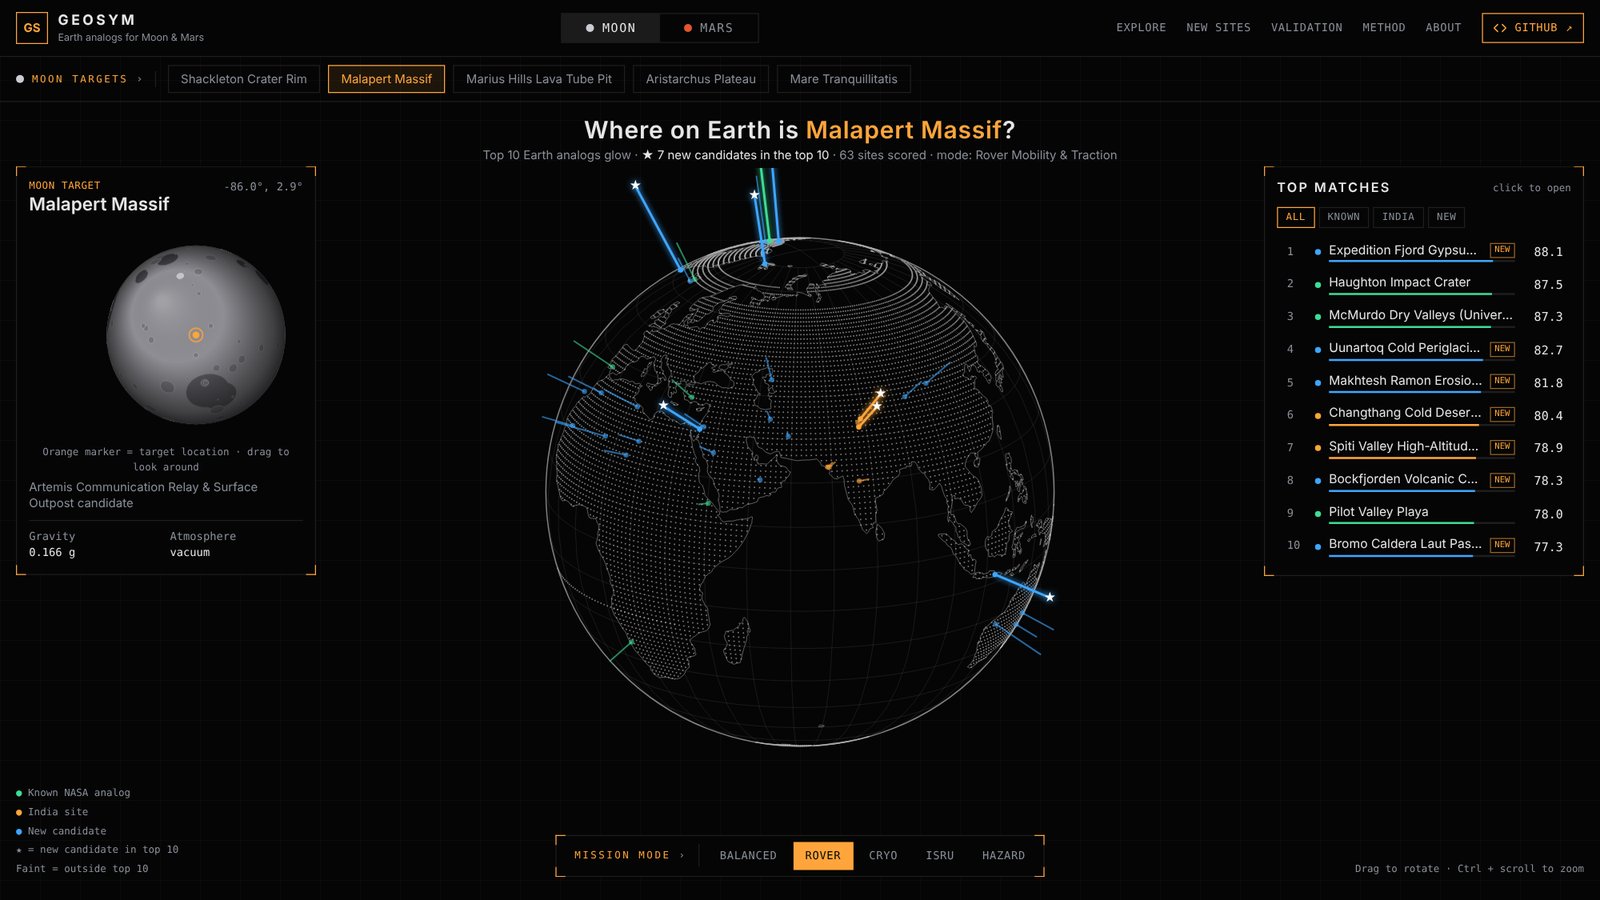 GS
GEOSYM
Earth analogs for Moon & Mars
MOON
MARS
EXPLORE
NEW SITES
VALIDATION
METHOD
ABOUT
<> GITHUB ↗
MOON TARGETS ›
Shackleton Crater Rim
Malapert Massif
Marius Hills Lava Tube Pit
Aristarchus Plateau
Mare Tranquillitatis
Where on Earth is Malapert Massif?
Top 10 Earth analogs glow · ★ 7 new candidates in the top 10 · 63 sites scored · mode: Rover Mobility & Traction
MOON TARGET
-86.0°, 2.9°
Malapert Massif
Orange marker = target location · drag to
look around
Artemis Communication Relay & Surface
Outpost candidate
Gravity
0.166 g
Atmosphere
vacuum
TOP MATCHES
click to open
ALL
KNOWN
INDIA
NEW
1 Expedition Fjord Gypsu... NEW 88.1
2 Haughton Impact Crater 87.5
3 McMurdo Dry Valleys (Univer... 87.3
4 Uunartoq Cold Periglaci... NEW 82.7
5 Makhtesh Ramon Erosio... NEW 81.8
6 Changthang Cold Deser... NEW 80.4
7 Spiti Valley High-Altitud... NEW 78.9
8 Bockfjorden Volcanic C... NEW 78.3
9 Pilot Valley Playa 78.0
10 Bromo Caldera Laut Pas... NEW 77.3
Known NASA analog
India site
New candidate
★ = new candidate in top 10
Faint = outside top 10
MISSION MODE ›
BALANCED
ROVER
CRYO
ISRU
HAZARD
Drag to rotate · Ctrl + scroll to zoom